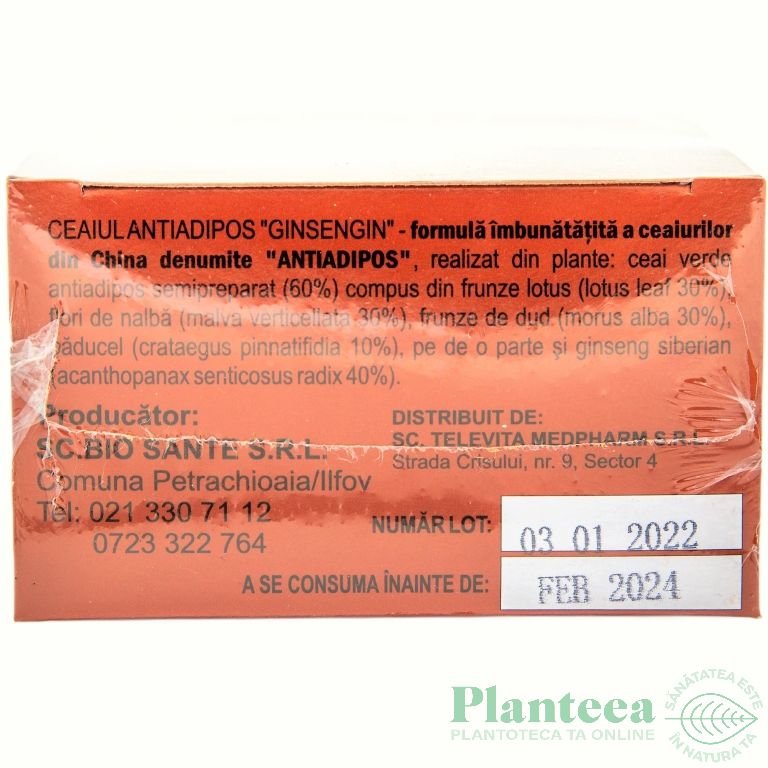 CEAIUL ANTIADIPOS "GINSENGIN" - formulă îmbunătățită a ceaiurilor
din China denumite "ANTIADIPOS", realizat din plante: ceai verde
antiadipos semipreparat (60%) compus din frunze lotus (lotus leaf 30%),
flori de nalbă (malva verticellata 30%), frunze de dud (morus alba 30%),
păducel (crataegus pinnatifidla 10%), pe de o parte și ginseng siberian
(acanthopanax senticosus radix 40%).
Producător:
SC.BIO SANTE S.R.L.
Comuna Petrachioaia/Ilfov
Tel: 021 330 71 12
0723 322 764
DISTRIBUIT DE:
SC. TELEVITA MEDPHARM S.R.L.
Strada Crisului, nr. 9, Sector 4
NUMĂR LOT: 03 01 2022
A SE CONSUMA ÎNAINTE DE: FEB 2024
Planteea
PLANTOTECA TA ONLINE
SĂNĂTATEA ESTE
ÎN NATURA TA